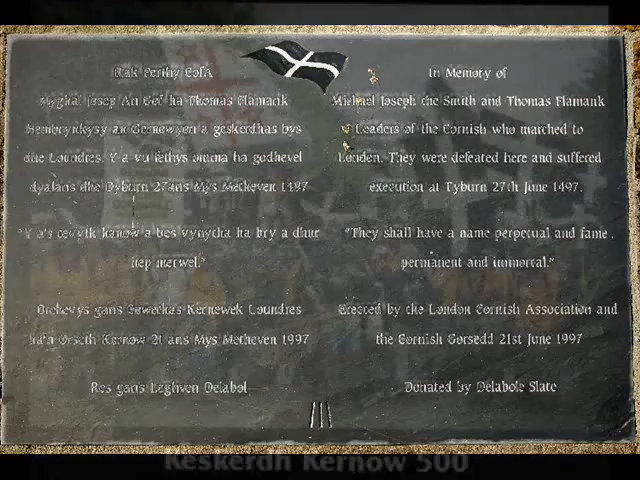 Rak Perthy Cof A
Myghal Josep An Gof ha Thomas Flamank
Hembrynkysy an Gernewyon a geskerdhas bys
dhe Loundres. Y a vu fethys omma ha godhevel
dyalans dhe Dyburn 27ans Mys Metheven 1497
"Y a's tevyth hanow a bes vynytha ha bry a dhur
hep merwel."
Drehevys gans Cowethas Kernewek Loundres
ha'n Orseth Kernow 21 ans Mys Metheven 1997
Ros gans Leghven Delabol
In Memory of
Michael Joseph the Smith and Thomas Flamank
Leaders of the Cornish who marched to
London. They were defeated here and suffered
execution at Tyburn 27th June 1497.
"They shall have a name perpetual and fame,
permanent and immortal."
Erected by the London Cornish Association and
the Cornish Gorsedd 21st June 1997
Donated by Delabole Slate
Keskerdh Kernow 500